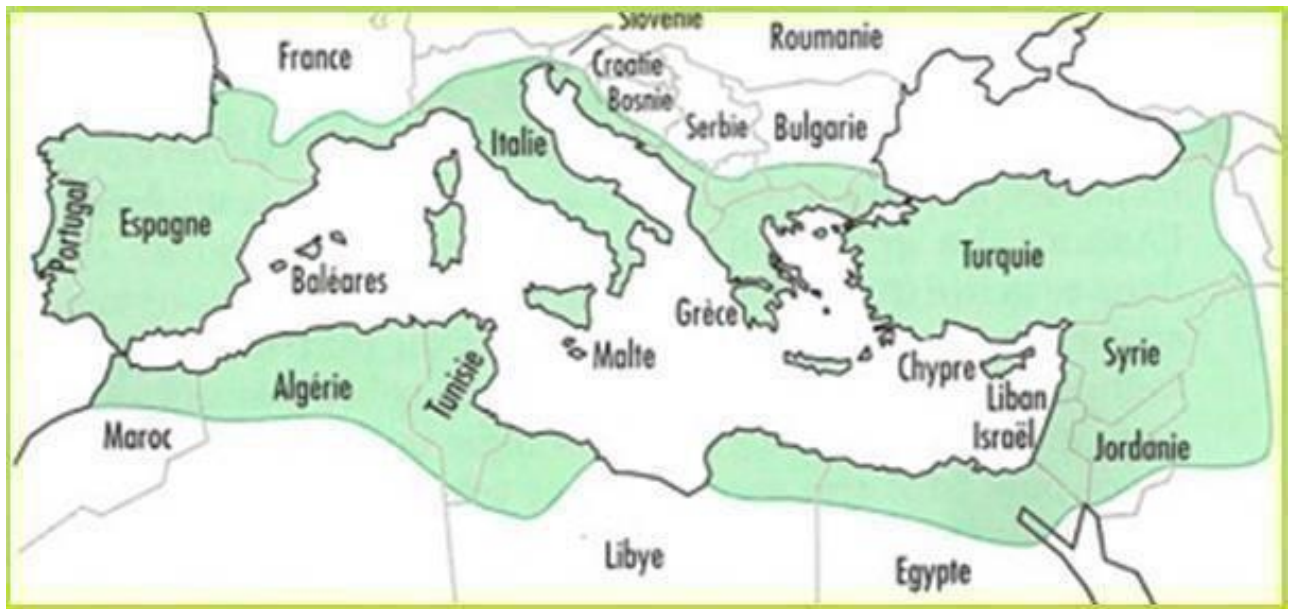 Slovénie
France
Roumanie
Croatie
Bosnie
Serbie
Bulgarie
Italie
Portugal
Espagne
Turquie
Baléares
Grèce
Malte
Syrie
Chypre
Algérie
Tunisie
Liban
Israël
Maroc
Jordanie
Libye
Egypte